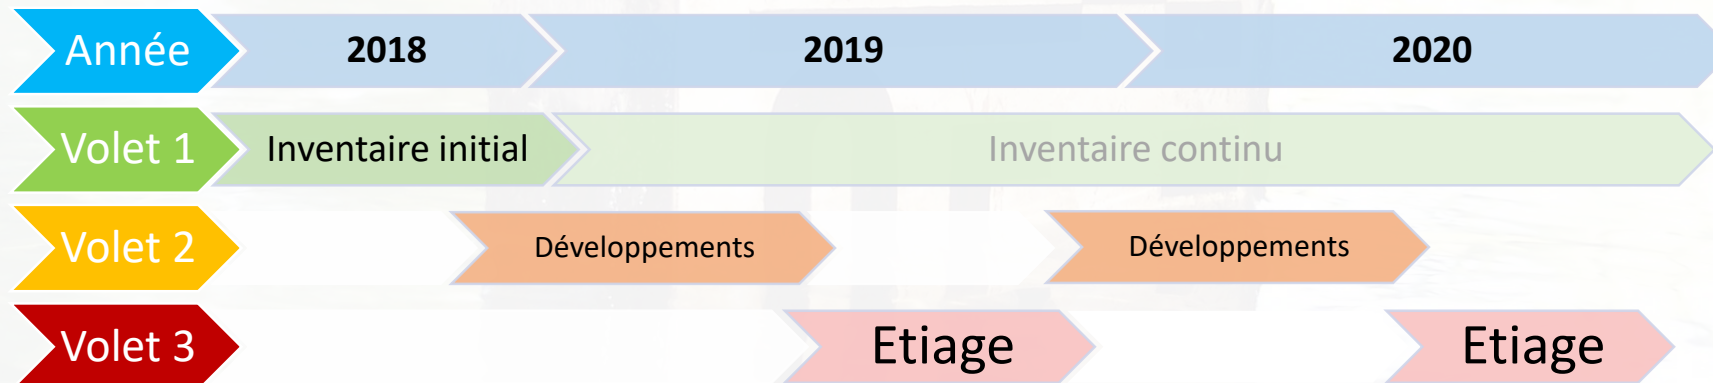 Année 2018 2019 2020
Volet 1 Inventaire initial Inventaire continu
Volet 2 Développements Développements
Volet 3 Etiage Etiage